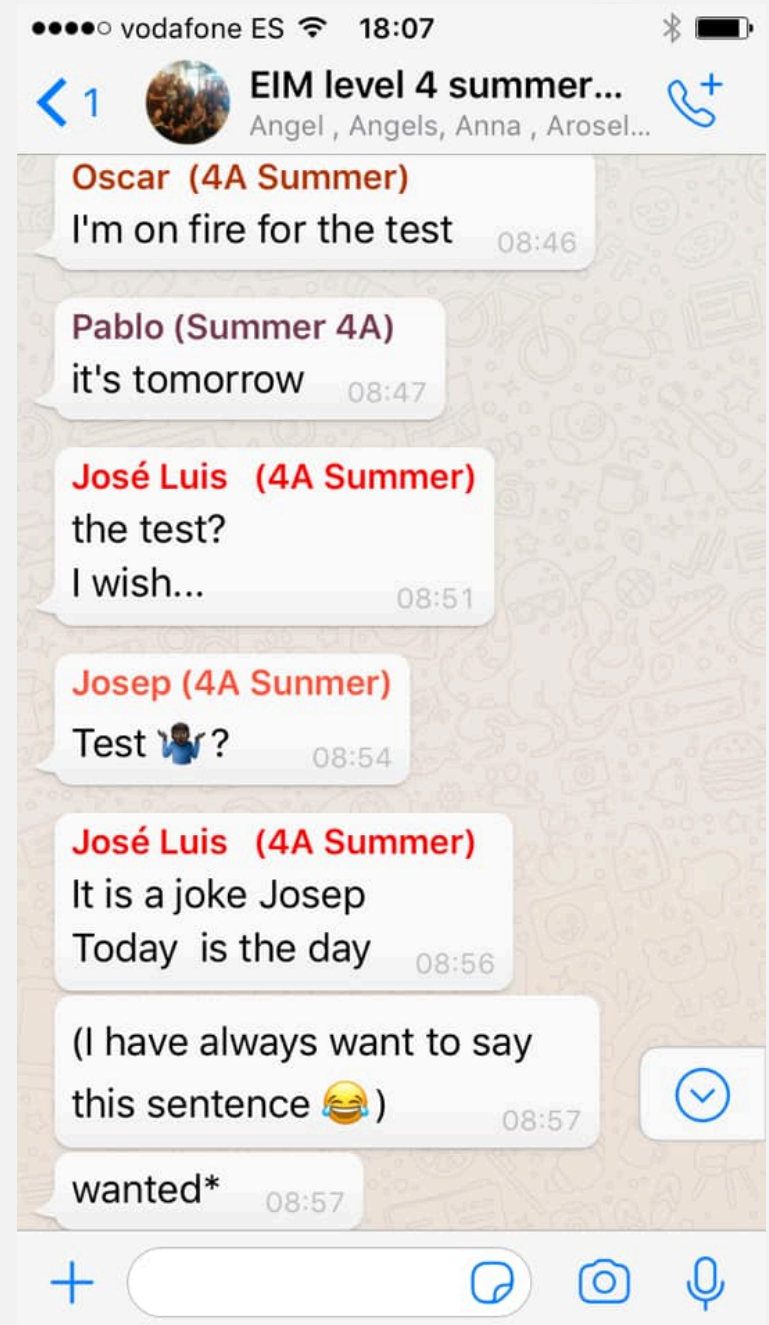 vodafone ES 18:07
1
EIM level 4 summer...
Angel , Angels, Anna , Arosel...
Oscar (4A Summer)
I'm on fire for the test 08:46
Pablo (Summer 4A)
it's tomorrow 08:47
José Luis (4A Summer)
the test?
I wish... 08:51
Josep (4A Sunmer)
Test 🤷🏿‍♂️? 08:54
José Luis (4A Summer)
It is a joke Josep
Today is the day 08:56
(I have always want to say
this sentence 😂) 08:57
wanted* 08:57